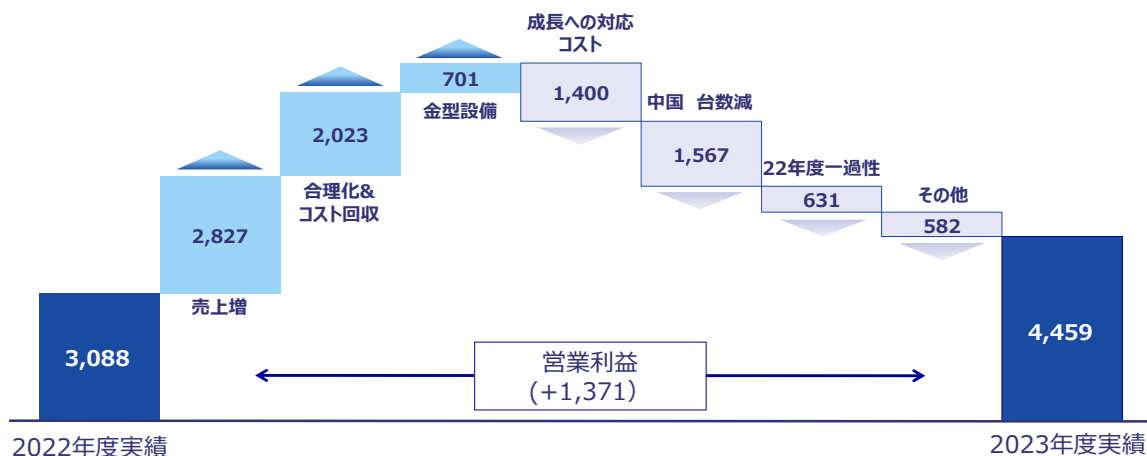 成長への対応
コスト
701
1,400
金型設備
中国 台数減
2,023
1,567
合理化&
コスト回収
22年度一過性
631
その他
582
2,827
売上増
3,088
営業利益
(+1,371)
4,459
2022年度実績
2023年度実績